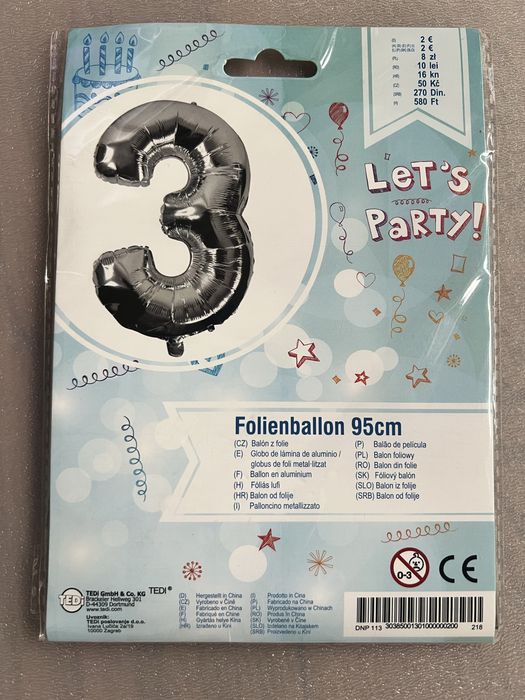 (I) 2 €
2 €
(PL) 8 zł
(RO) 10 lei
(HR) 16 kn
(CZ) 50 Kč
(SRB) 270 Din.
(H) 580 Ft
3
LeT's
PaRTY!
Folienballon 95cm
(CZ) Balón z folie
(E) Globo de lámina de aluminio /
globus de foli metal·litzat
(F) Ballon en aluminium
(H) Fóliás lufi
(HR) Balon od folije
(I) Palloncino metallizzato
(P) Balão de película
(PL) Balon foliowy
(RO) Balon din folie
(SK) Fóliový balón
(SLO) Balon iz folije
(SRB) Balon od folije
0-3
CE
TEDi
TEDI GmbH & Co. KG
Brackeler Hellweg 301
D-44309 Dortmund
www.tedi.com
Uvoznik:
TEDI poslovanje d.o.o.
Ivana Lučića 2a/19
10000 Zagreb
TEDI®
(D) Hergestellt in China
(CZ) Vyrobeno v Číně
(E) Fabricado en China
(F) Fabriqué en Chine
(H) Gyártás helye Kína
(HR) Izrađeno u Kini
(I) Prodotto in Cina
(P) Fabricado na China
(PL) Wyprodukowano w Chinach
(RO) Produs în China
(SK) Vyrobené v Číne
(SLO) Izdelano na Kitajskem
(SRB) Proizvedeno u Kini
DNP 113 30385001301000000200 218